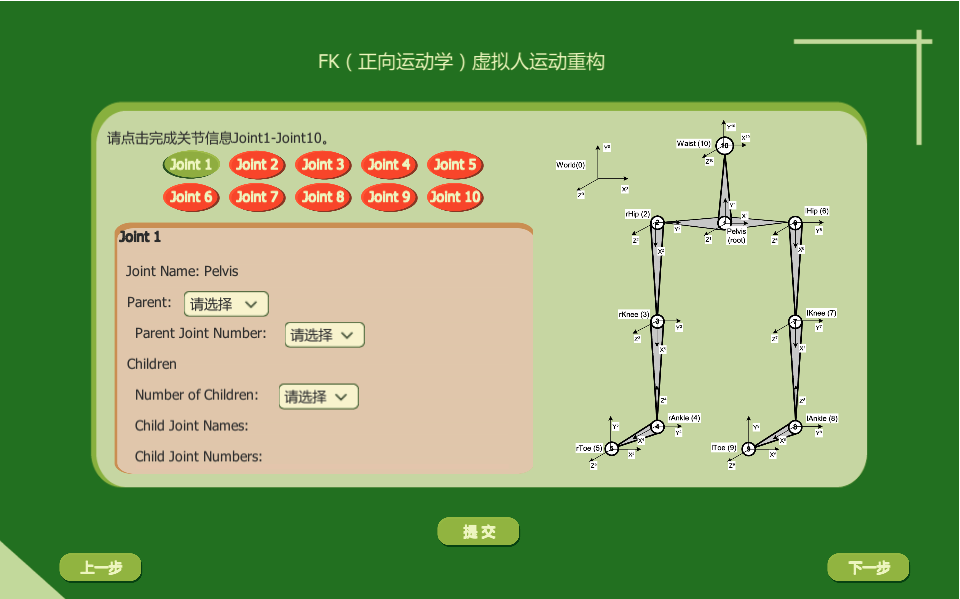 FK（正向运动学）虚拟人运动重构
请点击完成关节信息Joint1-Joint10。
Joint 1 Joint 2 Joint 3 Joint 4 Joint 5
Joint 6 Joint 7 Joint 8 Joint 9 Joint 10
Joint 1
Joint Name: Pelvis
Parent: 请选择
Parent Joint Number: 请选择
Children
Number of Children: 请选择
Child Joint Names:
Child Joint Numbers:
Waist (10)
World(0)
rHip (2)
Hip (6)
Pelvis
(root)
rKnee (3)
lKnee (7)
rAnkle (4)
lAnkle (8)
rToe (5)
lToe (9)
提 交
上一步
下一步